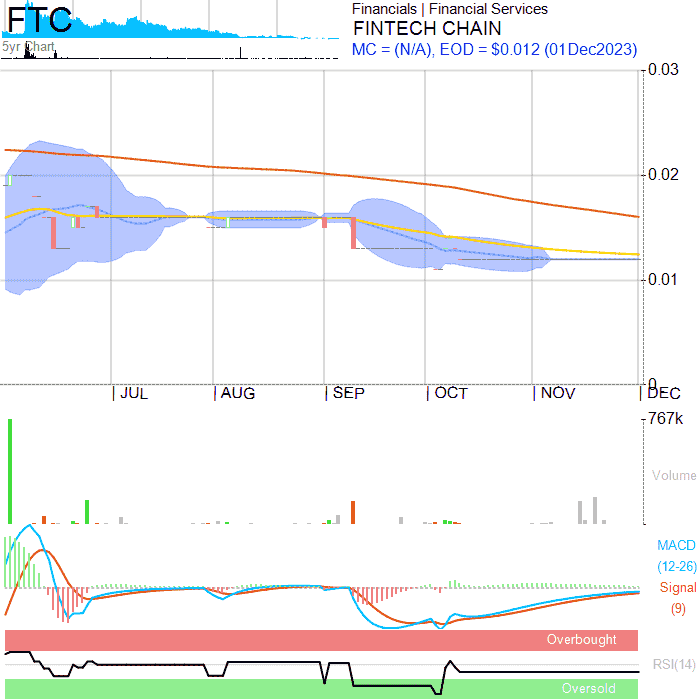 FTC
5yr Chart
Financials | Financial Services
FINTECH CHAIN
MC = (N/A), EOD = $0.012 (01Dec2023)
0.03
0.02
0.01
0
JUL
AUG
SEP
OCT
NOV
DEC
767k
Volume
MACD
(12-26)
Signal
(9)
Overbought
RSI(14)
Oversold